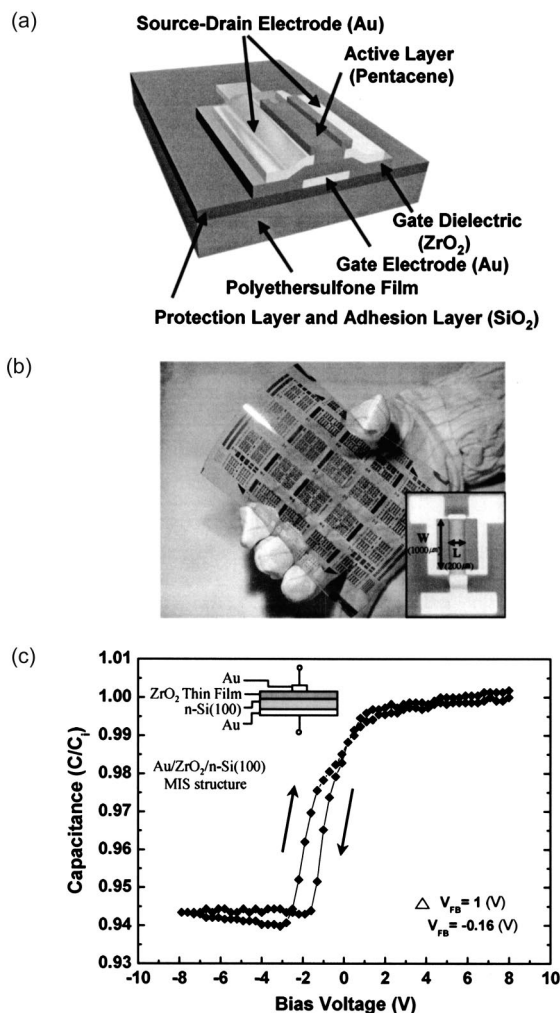 (a)
Source-Drain Electrode (Au)
Active Layer
(Pentacene)
Gate Dielectric
(ZrO₂)
Gate Electrode (Au)
Polyethersulfone Film
Protection Layer and Adhesion Layer (SiO₂)
(b)
W
(1000㎛)
L
(200㎛)
(c)
Capacitance (C/Cᵢ)
1.01
1.00
0.99
0.98
0.97
0.96
0.95
0.94
0.93
Au
ZrO₂ Thin Film
n-Si(100)
Au
Au/ZrO₂/n-Si(100)
MIS structure
△ V_FB= 1 (V)
V_FB= -0.16 (V)
-10 -8 -6 -4 -2 0 2 4 6 8 10
Bias Voltage (V)